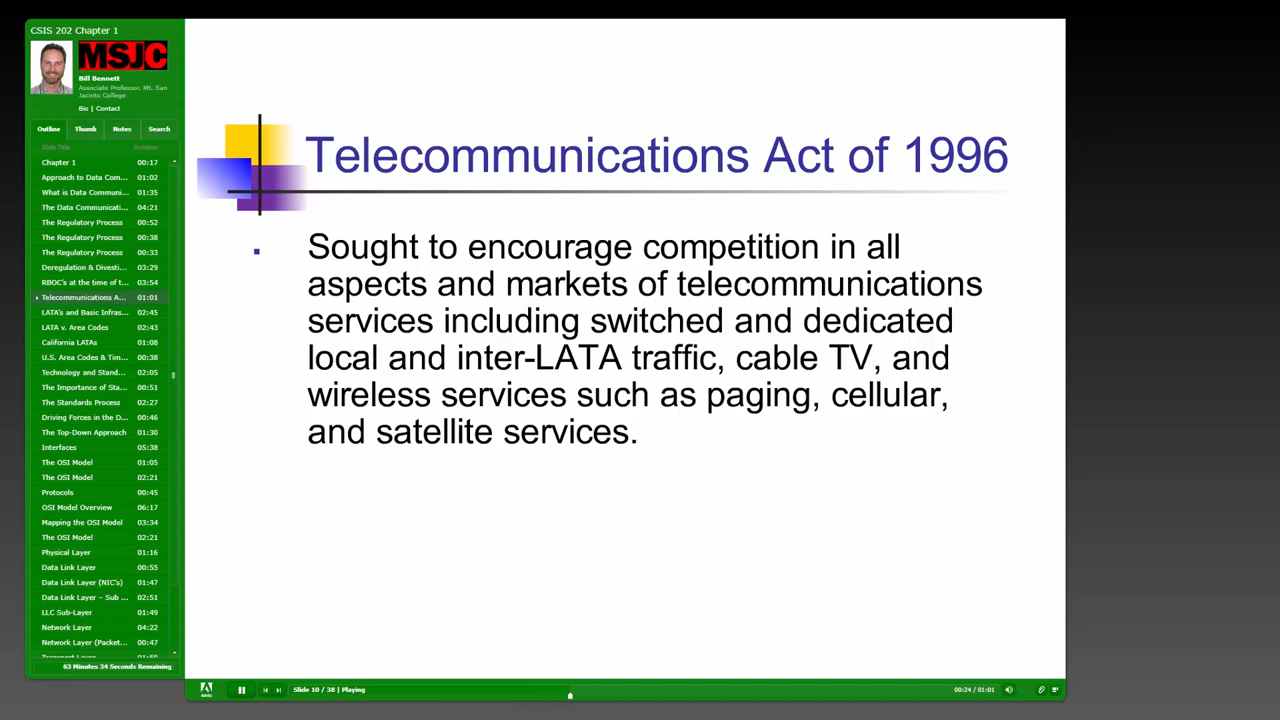 CSIS 202 Chapter 1
MSJC
Bill Bennett
Associate Professor, Mt. San
Jacinto College
Bio | Contact
Outline Thumb Notes Search
Slide Title Duration
Chapter 1 00:17
Approach to Data Com... 01:02
What is Data Communi... 01:35
The Data Communicati... 04:21
The Regulatory Process 00:52
The Regulatory Process 00:38
The Regulatory Process 00:33
Deregulation & Divesti... 03:29
RBOC's at the time of t... 03:54
Telecommunications A... 01:01
LATA's and Basic Infras... 02:45
LATA v. Area Codes 02:43
California LATAs 01:08
U.S. Area Codes & Tim... 00:38
Technology and Stand... 02:05
The Importance of Sta... 00:51
The Standards Process 02:27
Driving Forces in the D... 00:46
The Top-Down Approach 01:30
Interfaces 05:38
The OSI Model 01:05
The OSI Model 02:21
Protocols 00:45
OSI Model Overview 06:17
Mapping the OSI Model 03:34
The OSI Model 02:21
Physical Layer 01:16
Data Link Layer 00:55
Data Link Layer (NIC's) 01:47
Data Link Layer – Sub ... 02:51
LLC Sub-Layer 01:49
Network Layer 04:22
Network Layer (Packet... 00:47
63 Minutes 34 Seconds Remaining
Telecommunications Act of 1996
Sought to encourage competition in all
aspects and markets of telecommunications
services including switched and dedicated
local and inter-LATA traffic, cable TV, and
wireless services such as paging, cellular,
and satellite services.
Slide 10 / 38 | Playing
00:24 / 01:01